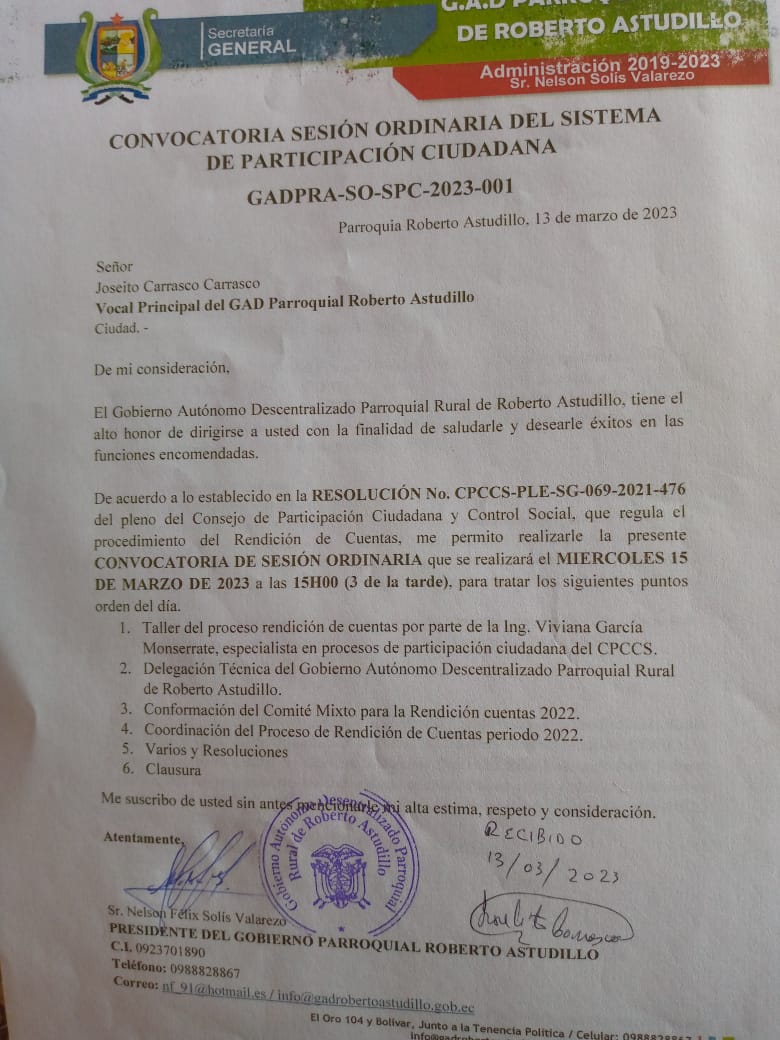 Secretaría
GENERAL
G.A.D
DE ROBERTO ASTUDILLO
Administración 2019-2023
Sr. Nelson Solís Valarezo
CONVOCATORIA SESIÓN ORDINARIA DEL SISTEMA
DE PARTICIPACIÓN CIUDADANA
GADPRA-SO-SPC-2023-001
Parroquia Roberto Astudillo, 13 de marzo de 2023
Señor
Joseito Carrasco Carrasco
Vocal Principal del GAD Parroquial Roberto Astudillo
Ciudad. -
De mi consideración,
El Gobierno Autónomo Descentralizado Parroquial Rural de Roberto Astudillo, tiene el
alto honor de dirigirse a usted con la finalidad de saludarle y desearle éxitos en las
funciones encomendadas.
De acuerdo a lo establecido en la RESOLUCIÓN No. CPCCS-PLE-SG-069-2021-476
del pleno del Consejo de Participación Ciudadana y Control Social, que regula el
procedimiento del Rendición de Cuentas, me permito realizarle la presente
CONVOCATORIA DE SESIÓN ORDINARIA que se realizará el MIERCOLES 15
DE MARZO DE 2023 a las 15H00 (3 de la tarde), para tratar los siguientes puntos
orden del día.
1. Taller del proceso rendición de cuentas por parte de la Ing. Viviana García
Monserrate, especialista en procesos de participación ciudadana del CPCCS.
2. Delegación Técnica del Gobierno Autónomo Descentralizado Parroquial Rural
de Roberto Astudillo.
3. Conformación del Comité Mixto para la Rendición cuentas 2022.
4. Coordinación del Proceso de Rendición de Cuentas periodo 2022.
5. Varios y Resoluciones
6. Clausura
Me suscribo de usted sin antes mencionarle mi alta estima, respeto y consideración.
Atentamente,
Gobierno Autónomo Descentralizado Parroquial
Rural de Roberto Astudillo
RECIBIDO
13/03/2023
Sr. Nelson Félix Solís Valarezo
PRESIDENTE DEL GOBIERNO PARROQUIAL ROBERTO ASTUDILLO
C.I. 0923701890
Teléfono: 0988828867
Correo: nf_91@hotmail.es / info@gadrobertoastudillo.gob.ec
El Oro 104 y Bolívar, Junto a la Tenencia Política / Celular: 0988828867